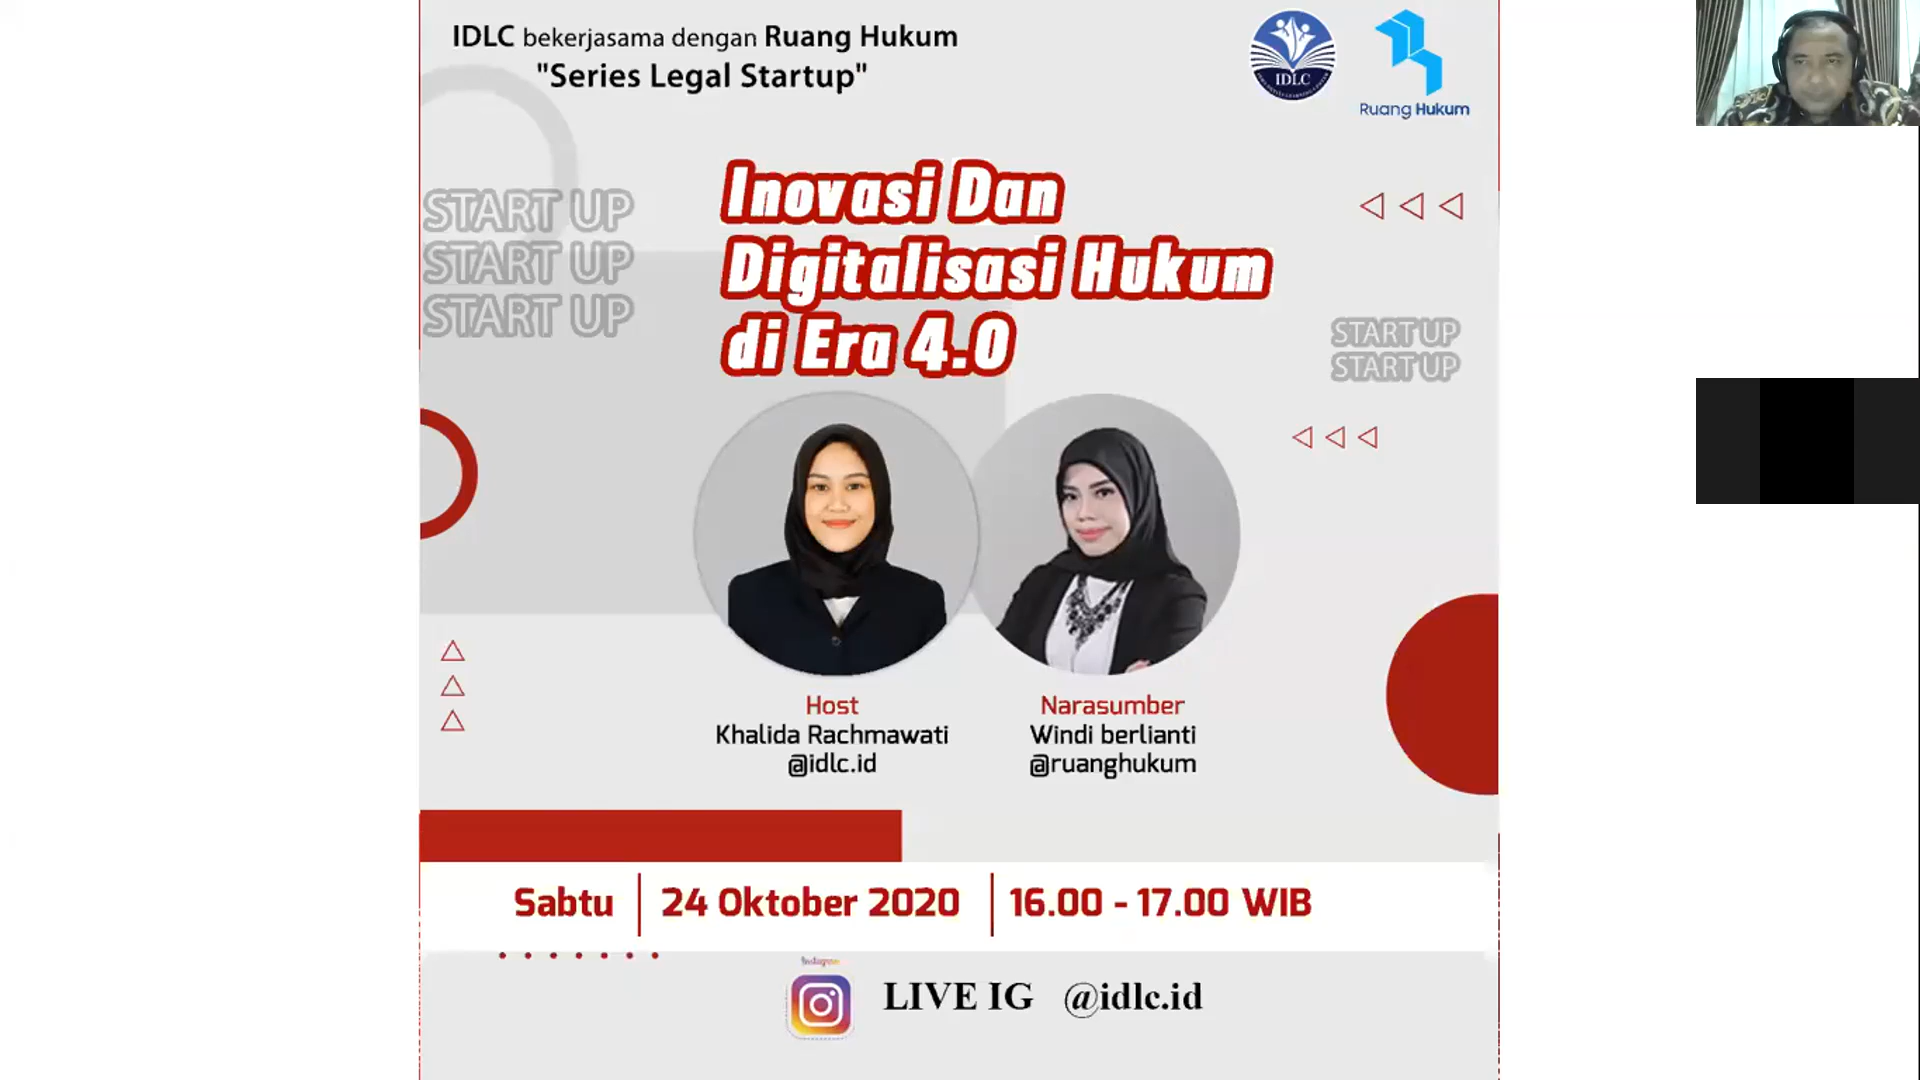 IDLC bekerjasama dengan Ruang Hukum
"Series Legal Startup"
IDLC
Ruang Hukum
Inovasi Dan
Digitalisasi Hukum
di Era 4.0
START UP
START UP
START UP
START UP
START UP
Host
Khalida Rachmawati
@idlc.id
Narasumber
Windi berlianti
@ruanghukum
Sabtu
24 Oktober 2020
16.00 - 17.00 WIB
Instagram
LIVE IG @idlc.id